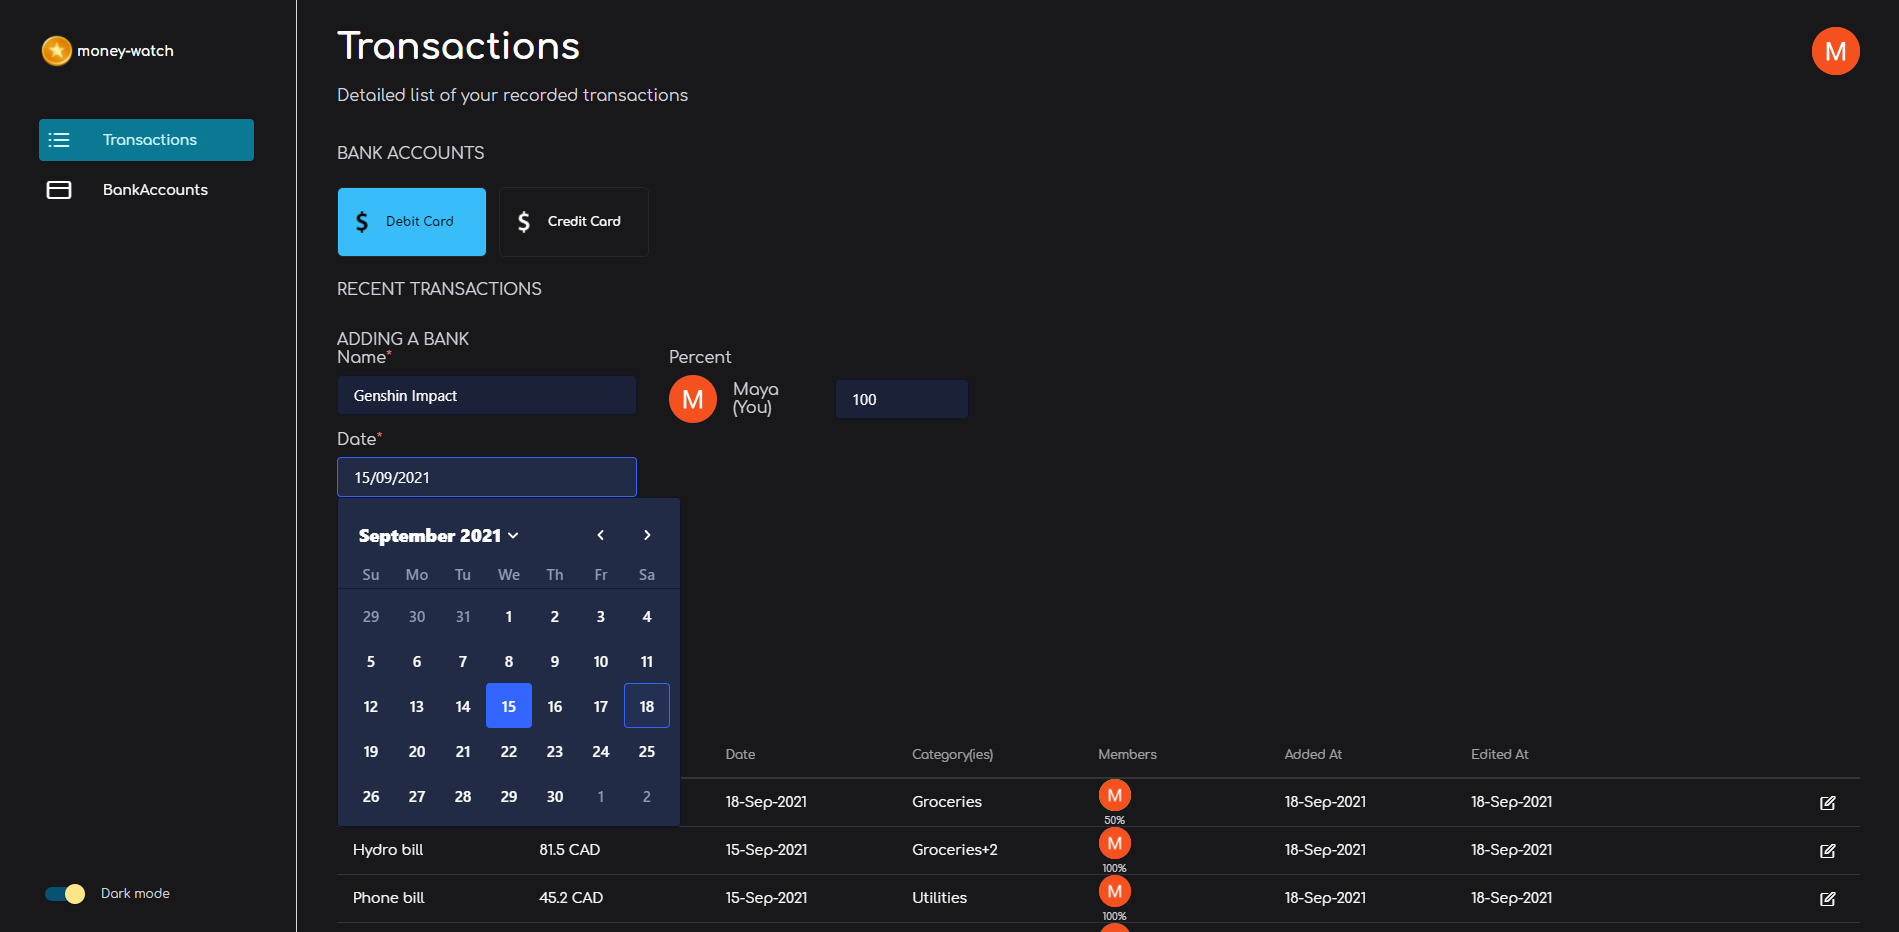 money-watch
Transactions
BankAccounts
Dark mode
Transactions
M
Detailed list of your recorded transactions
BANK ACCOUNTS
$ Debit Card
$ Credit Card
RECENT TRANSACTIONS
ADDING A BANK
Name*
Genshin Impact
Percent
M
Maya
(You)
100
Date*
15/09/2021
September 2021
Su Mo Tu We Th Fr Sa
29 30 31 1 2 3 4
5 6 7 8 9 10 11
12 13 14 15 16 17 18
19 20 21 22 23 24 25
26 27 28 29 30 1 2
Date Category(ies) Members Added At Edited At
18-Sep-2021 Groceries M 50% 18-Sep-2021 18-Sep-2021
Hydro bill 81.5 CAD 15-Sep-2021 Groceries+2 M 100% 18-Sep-2021 18-Sep-2021
Phone bill 45.2 CAD 15-Sep-2021 Utilities M 100% 18-Sep-2021 18-Sep-2021